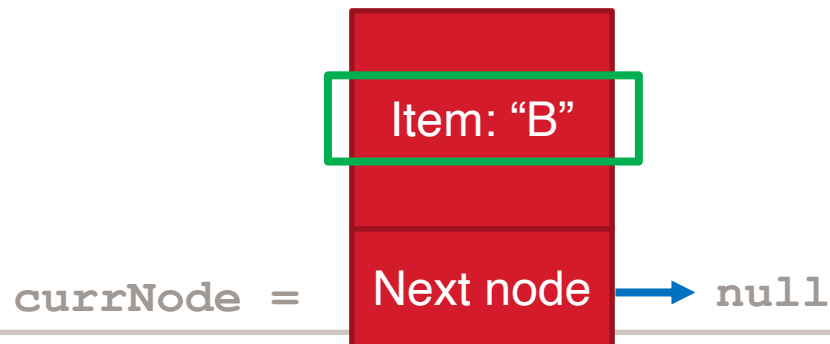 Item: “B”
currNode = Next node null